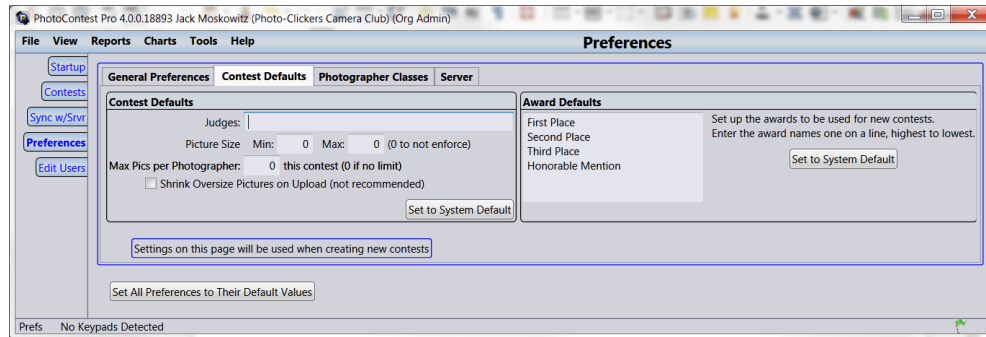 PhotoContest Pro 4.0.0.18893 Jack Moskowitz (Photo-Clickers Camera Club) (Org Admin)
File View Reports Charts Tools Help Preferences
Startup
Contests
Sync w/Srvr
Preferences
Edit Users
General Preferences Contest Defaults Photographer Classes Server
Contest Defaults
Judges:
Picture Size Min: 0 Max: 0 (0 to not enforce)
Max Pics per Photographer: 0 this contest (0 if no limit)
Shrink Oversize Pictures on Upload (not recommended)
Set to System Default
Award Defaults
First Place
Second Place
Third Place
Honorable Mention
Set up the awards to be used for new contests.
Enter the award names one on a line, highest to lowest.
Set to System Default
Settings on this page will be used when creating new contests
Set All Preferences to Their Default Values
Prefs No Keypads Detected